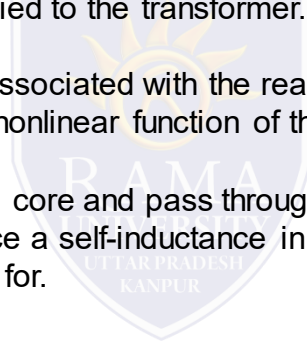 ied to the transformer.
ssociated with the rea
nonlinear function of th
core and pass throug
ce a self-inductance in
for.
RAMA
UNIVERSITY
UTTAR PRADESH
KANPUR